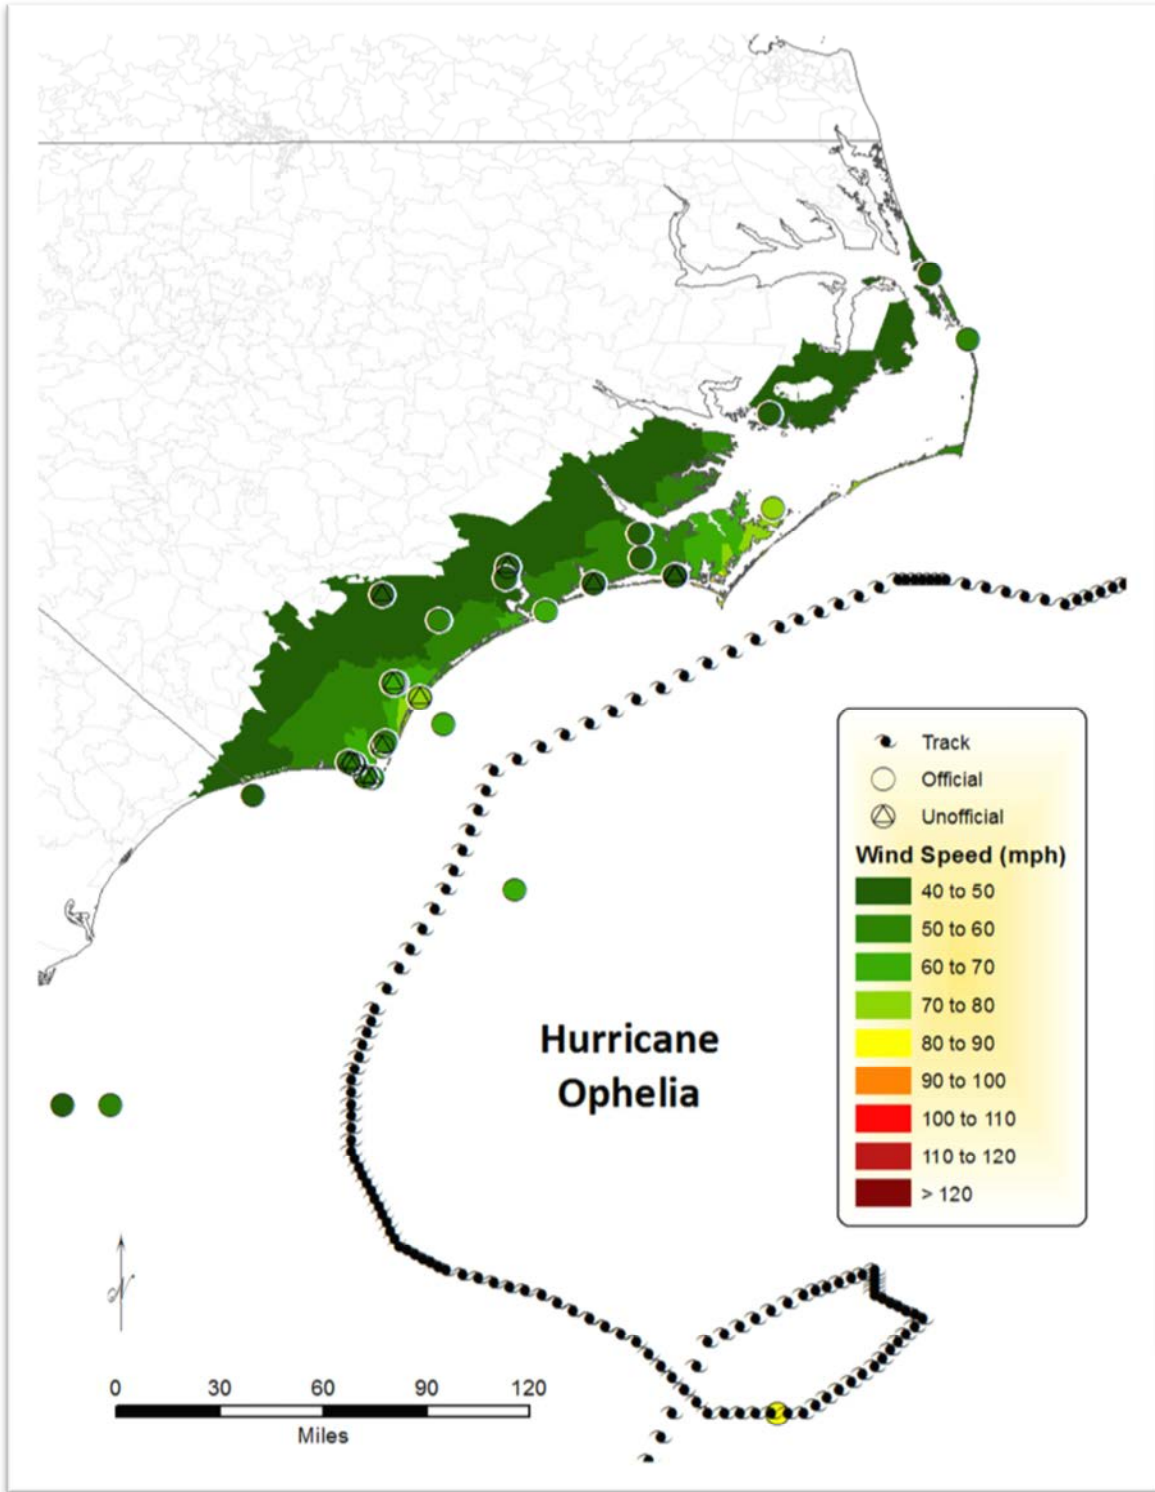 Track
Official
Unofficial
Wind Speed (mph)
40 to 50
50 to 60
60 to 70
70 to 80
80 to 90
90 to 100
100 to 110
110 to 120
> 120
Hurricane
Ophelia
N
0 30 60 90 120
Miles